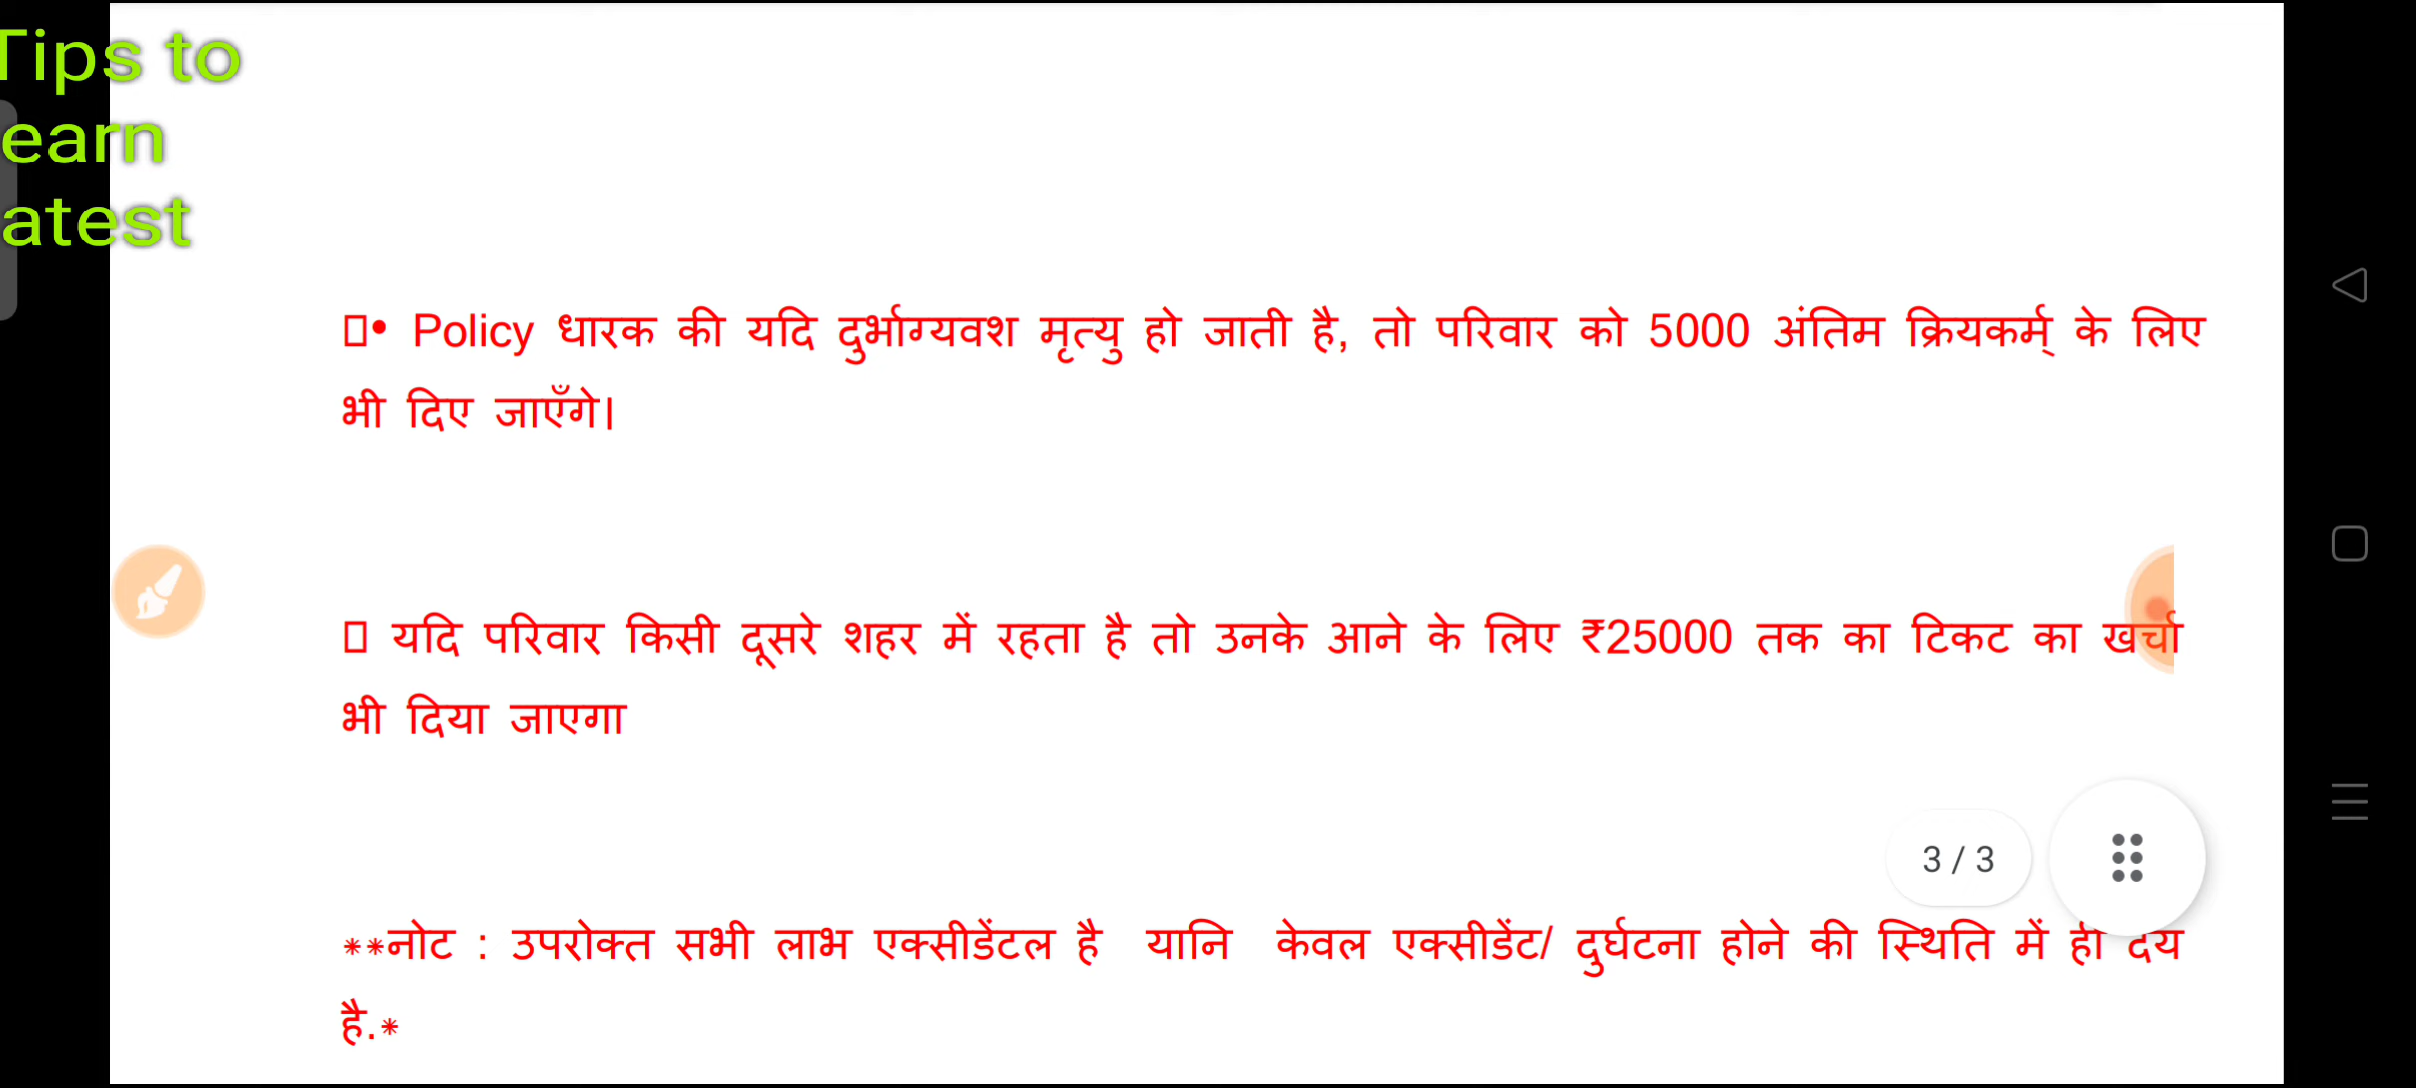 Tips to
earn
atest
• Policy धारक की यदि दुर्भाग्यवश मृत्यु हो जाती है, तो परिवार को 5000 अंतिम क्रियकर्म् के लिए
भी दिए जाएँगे।
यदि परिवार किसी दूसरे शहर में रहता है तो उनके आने के लिए ₹25000 तक का टिकट का खर्चा
भी दिया जाएगा
3 / 3
**नोट : उपरोक्त सभी लाभ एक्सीडेंटल है यानि केवल एक्सीडेंट/ दुर्घटना होने की स्थिति में ही देय
है.*